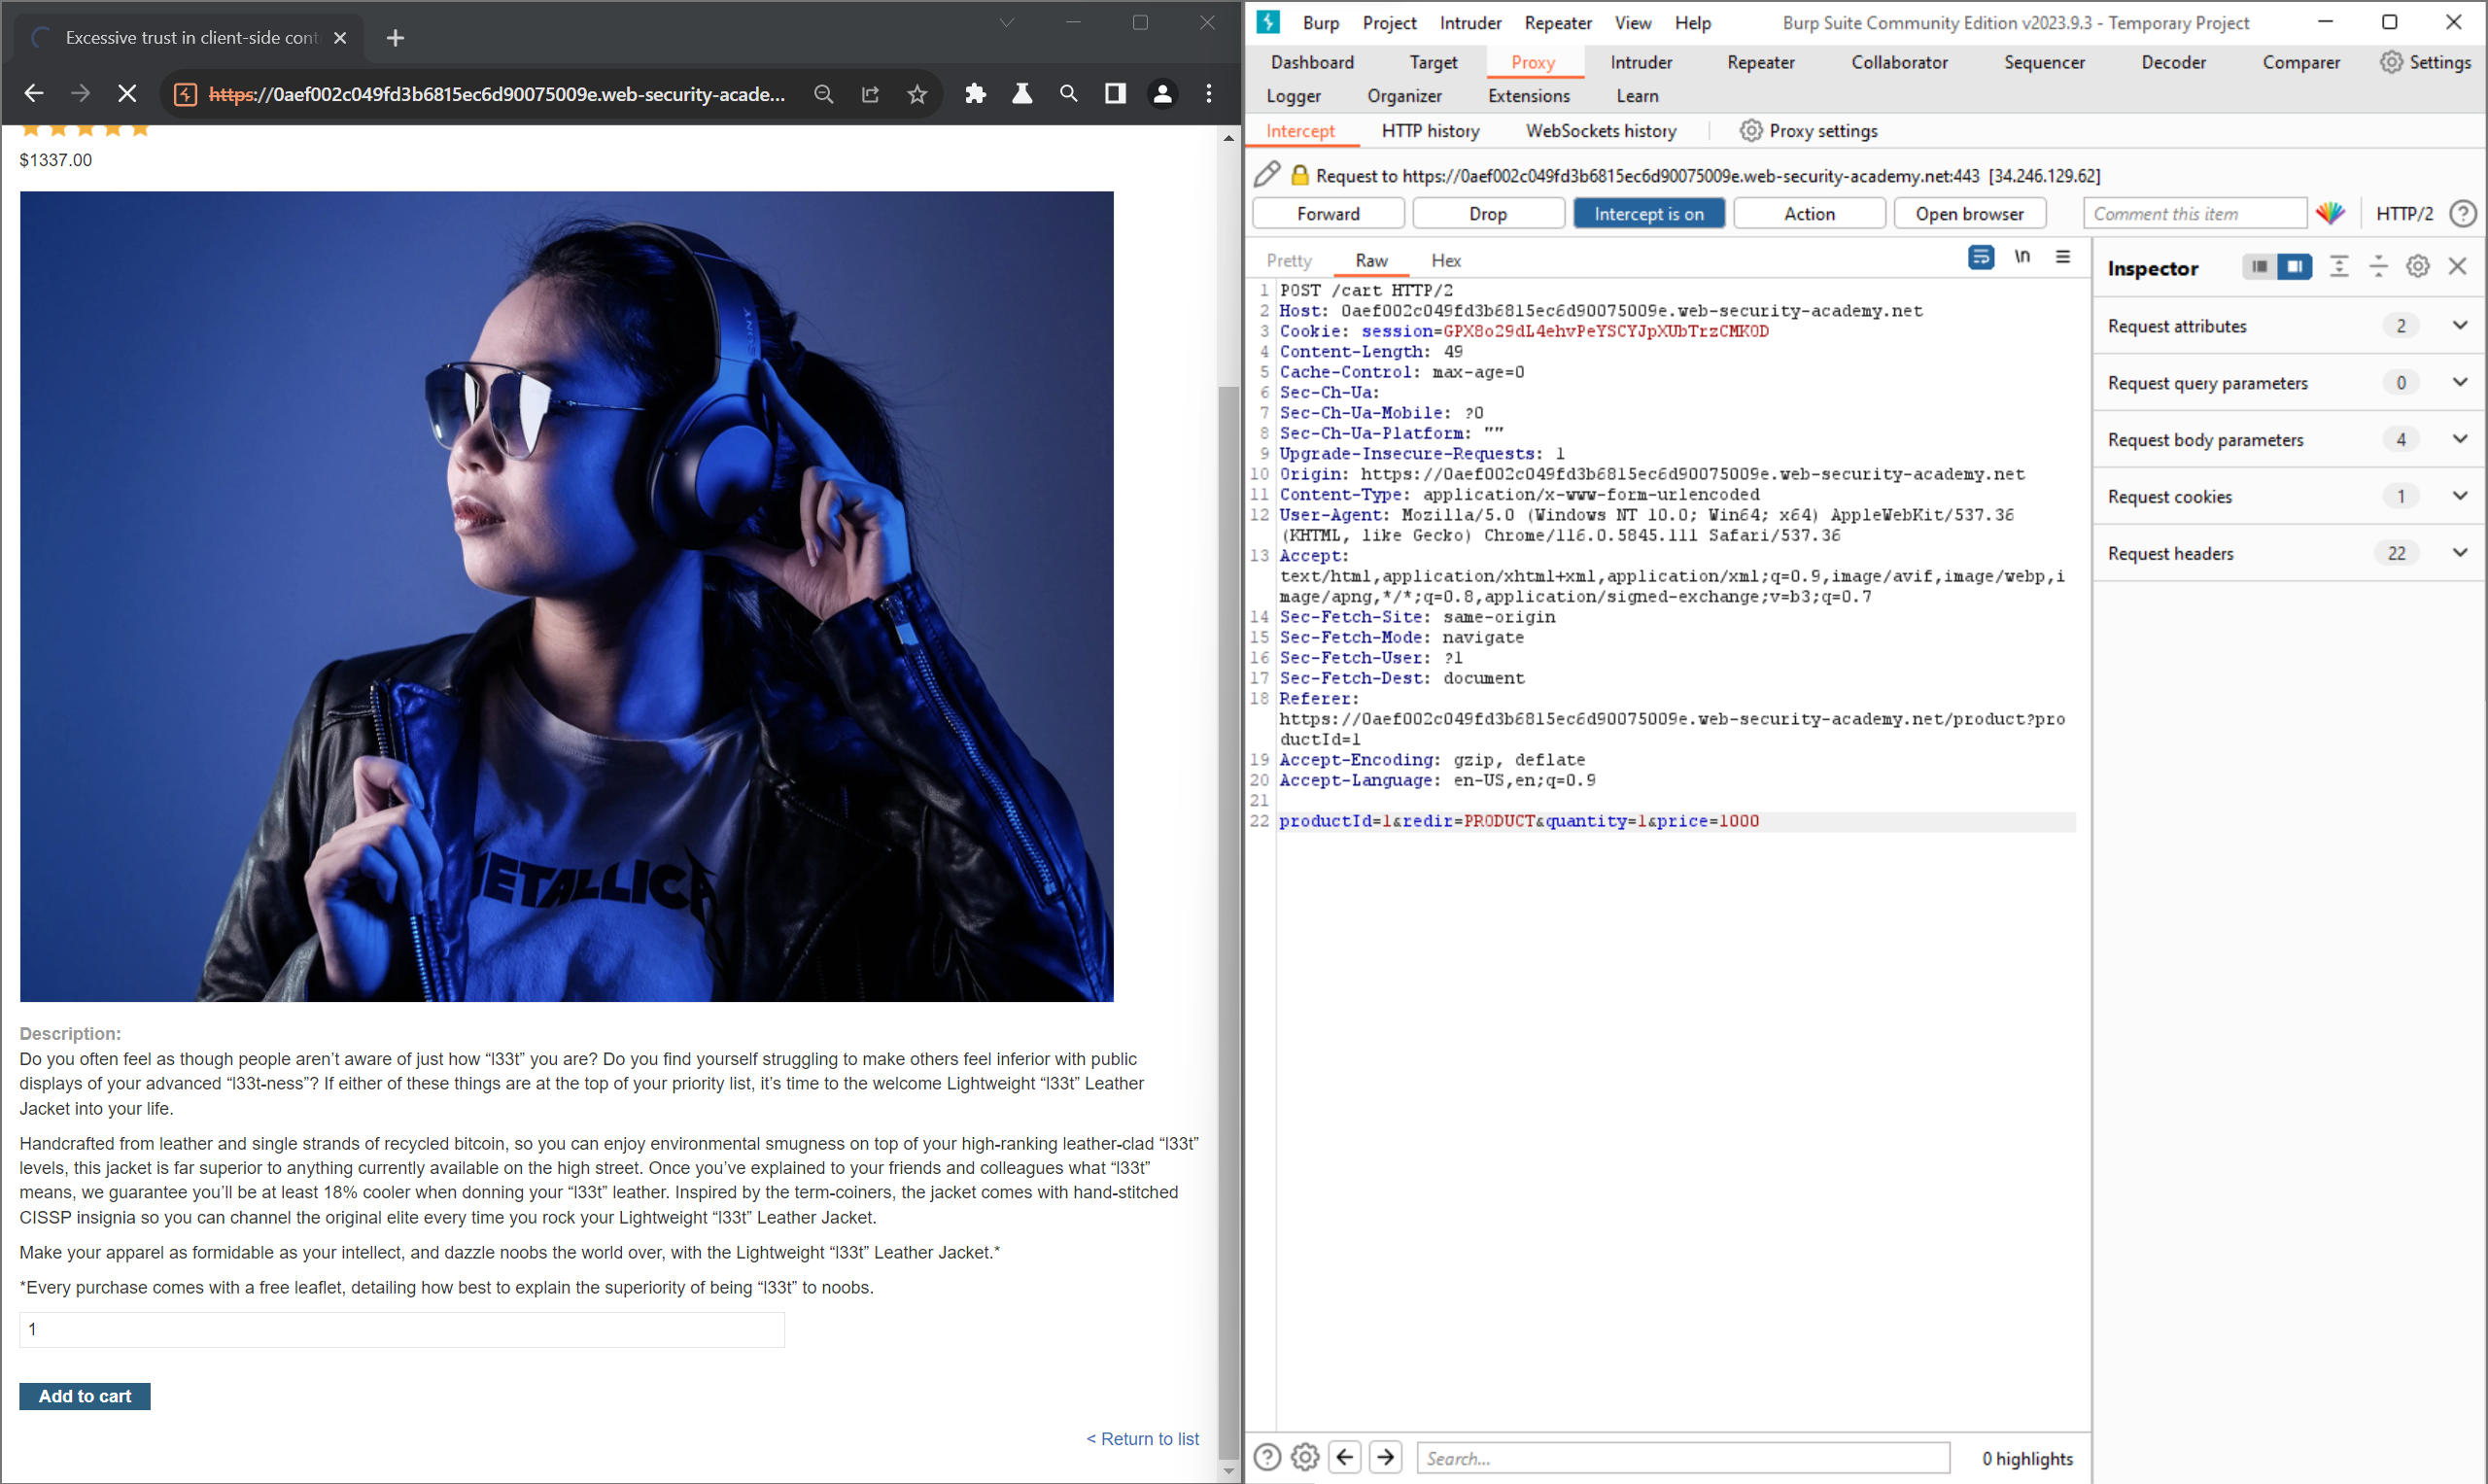 Excessive trust in client-side cont
https://0aef002c049fd3b6815ec6d90075009e.web-security-acade...
$1337.00
SONY
METALLICA
Description:
Do you often feel as though people aren’t aware of just how “l33t” you are? Do you find yourself struggling to make others feel inferior with public
displays of your advanced “l33t-ness”? If either of these things are at the top of your priority list, it’s time to the welcome Lightweight “l33t” Leather
Jacket into your life.
Handcrafted from leather and single strands of recycled bitcoin, so you can enjoy environmental smugness on top of your high-ranking leather-clad “l33t”
levels, this jacket is far superior to anything currently available on the high street. Once you’ve explained to your friends and colleagues what “l33t”
means, we guarantee you’ll be at least 18% cooler when donning your “l33t” leather. Inspired by the term-coiners, the jacket comes with hand-stitched
CISSP insignia so you can channel the original elite every time you rock your Lightweight “l33t” Leather Jacket.
Make your apparel as formidable as your intellect, and dazzle noobs the world over, with the Lightweight “l33t” Leather Jacket.*
*Every purchase comes with a free leaflet, detailing how best to explain the superiority of being “l33t” to noobs.
1
Add to cart
< Return to list
Burp Project Intruder Repeater View Help Burp Suite Community Edition v2023.9.3 - Temporary Project
Dashboard Target Proxy Intruder Repeater Collaborator Sequencer Decoder Comparer Settings
Logger Organizer Extensions Learn
Intercept HTTP history WebSockets history Proxy settings
Request to https://0aef002c049fd3b6815ec6d90075009e.web-security-academy.net:443 [34.246.129.62]
Forward Drop Intercept is on Action Open browser Comment this item HTTP/2 ?
Pretty Raw Hex \n
1 POST /cart HTTP/2
2 Host: 0aef002c049fd3b6815ec6d90075009e.web-security-academy.net
3 Cookie: session=GPX8o29dL4ehvPeYSCYJpXUbTrzCMK0D
4 Content-Length: 49
5 Cache-Control: max-age=0
6 Sec-Ch-Ua:
7 Sec-Ch-Ua-Mobile: ?0
8 Sec-Ch-Ua-Platform: ""
9 Upgrade-Insecure-Requests: 1
10 Origin: https://0aef002c049fd3b6815ec6d90075009e.web-security-academy.net
11 Content-Type: application/x-www-form-urlencoded
12 User-Agent: Mozilla/5.0 (Windows NT 10.0; Win64; x64) AppleWebKit/537.36
(KHTML, like Gecko) Chrome/116.0.5845.111 Safari/537.36
13 Accept:
text/html,application/xhtml+xml,application/xml;q=0.9,image/avif,image/webp,i
mage/apng,*/*;q=0.8,application/signed-exchange;v=b3;q=0.7
14 Sec-Fetch-Site: same-origin
15 Sec-Fetch-Mode: navigate
16 Sec-Fetch-User: ?1
17 Sec-Fetch-Dest: document
18 Referer:
https://0aef002c049fd3b6815ec6d90075009e.web-security-academy.net/product?pro
ductId=1
19 Accept-Encoding: gzip, deflate
20 Accept-Language: en-US,en;q=0.9
21
22 productId=1&redir=PRODUCT&quantity=1&price=1000
? Search... 0 highlights
Inspector
Request attributes 2
Request query parameters 0
Request body parameters 4
Request cookies 1
Request headers 22